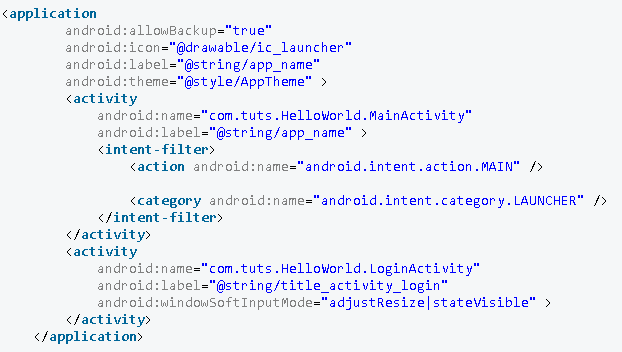 <application
        android:allowBackup="true"
        android:icon="@drawable/ic_launcher"
        android:label="@string/app_name"
        android:theme="@style/AppTheme" >
        <activity
            android:name="com.tuts.HelloWorld.MainActivity"
            android:label="@string/app_name" >
            <intent-filter>
                <action android:name="android.intent.action.MAIN" />

                <category android:name="android.intent.category.LAUNCHER" />
            </intent-filter>
        </activity>
        <activity
            android:name="com.tuts.HelloWorld.LoginActivity"
            android:label="@string/title_activity_login"
            android:windowSoftInputMode="adjustResize|stateVisible" >
        </activity>
    </application>